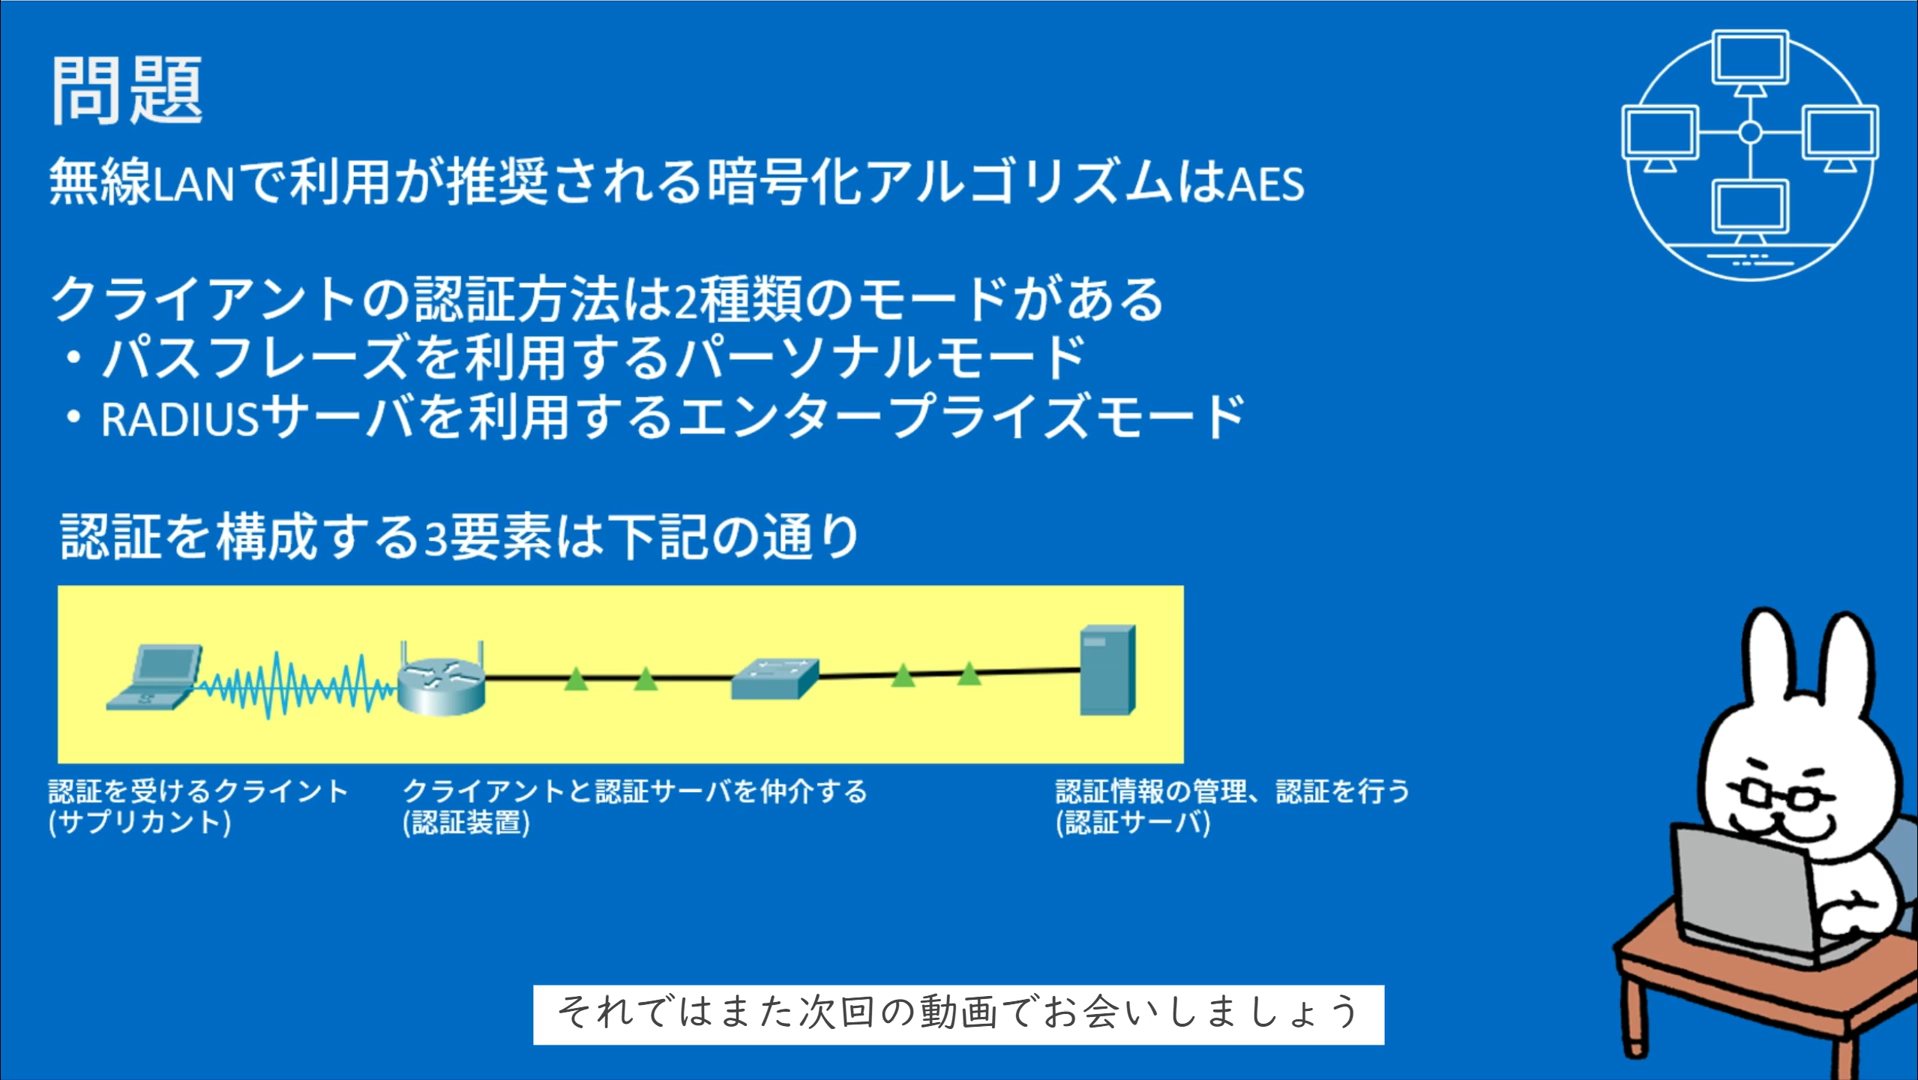 問題
無線LANで利用が推奨される暗号化アルゴリズムはAES
クライアントの認証方法は2種類のモードがある
・パスフレーズを利用するパーソナルモード
・RADIUSサーバを利用するエンタープライズモード
認証を構成する3要素は下記の通り
認証を受けるクライント
(サプリカント)
クライアントと認証サーバを仲介する
(認証装置)
認証情報の管理、認証を行う
(認証サーバ)
それではまた次回の動画でお会いしましょう